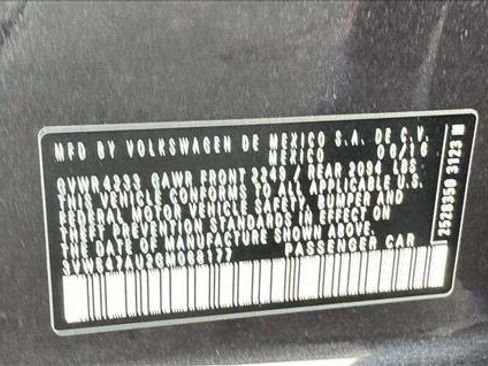 MFD BY VOLKSWAGEN DE MEXICO S.A. DE C.V.
MEXICO 08/16
GVWR 4233 GAWR FRONT 2249 / REAR 2094 LBS
THIS VEHICLE CONFORMS TO ALL APPLICABLE U.S.
FEDERAL MOTOR VEHICLE SAFETY, BUMPER AND
THEFT PREVENTION STANDARDS IN EFFECT ON
THE DATE OF MANUFACTURE SHOWN ABOVE.
PASSENGER CAR
2520350 3123 M